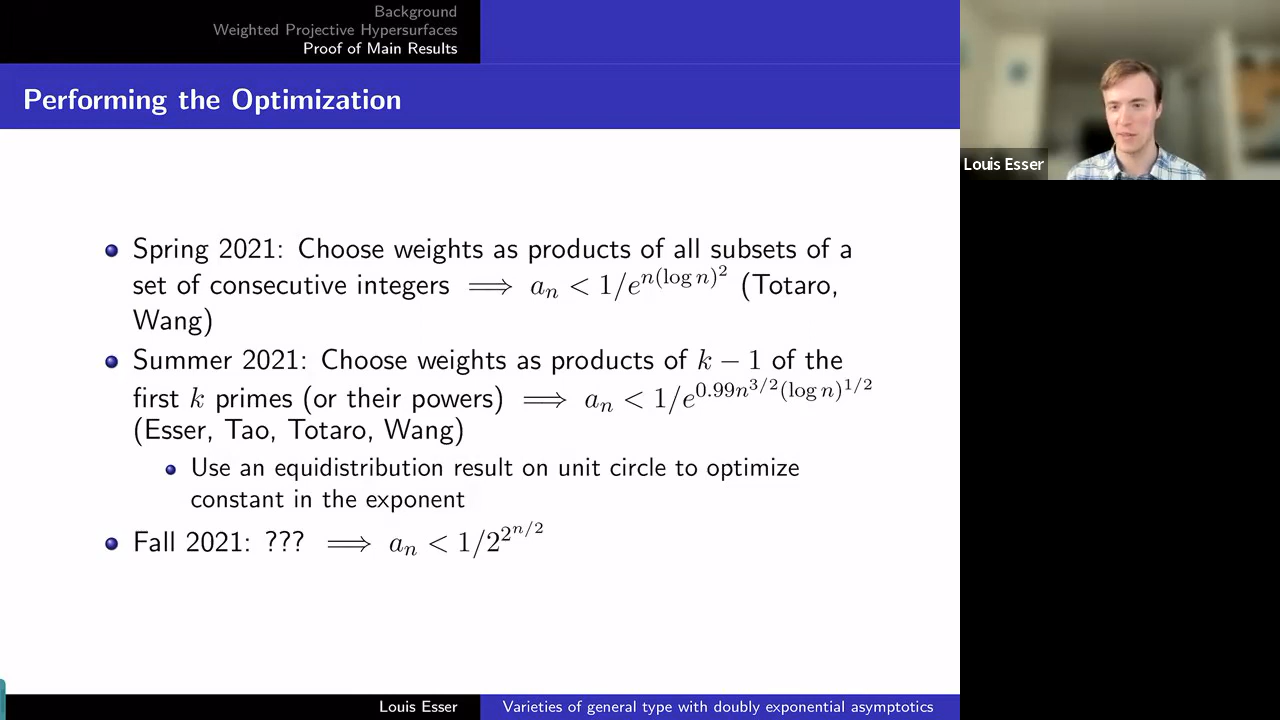 Background
Weighted Projective Hypersurfaces
Proof of Main Results
Performing the Optimization
Louis Esser
Spring 2021: Choose weights as products of all subsets of a
set of consecutive integers ⟹ a_n < 1/e^{n(log n)^2} (Totaro,
Wang)
Summer 2021: Choose weights as products of k − 1 of the
first k primes (or their powers) ⟹ a_n < 1/e^{0.99n^{3/2}(log n)^{1/2}}
(Esser, Tao, Totaro, Wang)
Use an equidistribution result on unit circle to optimize
constant in the exponent
Fall 2021: ??? ⟹ a_n < 1/2^{2^{n/2}}
Louis Esser
Varieties of general type with doubly exponential asymptotics